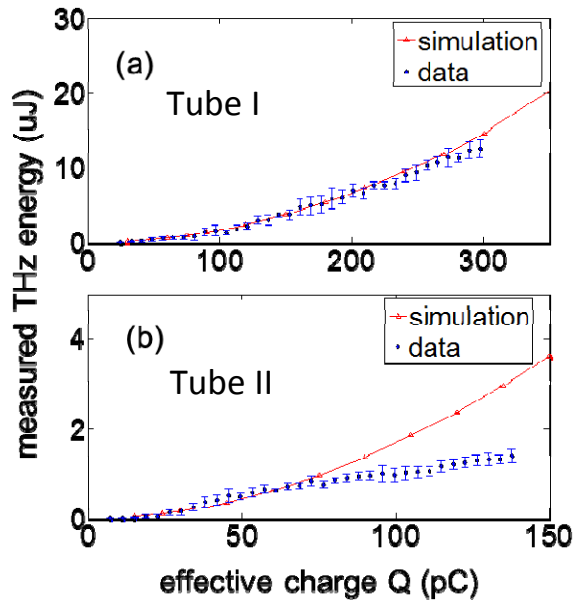 30
(a)
simulation
data
20
Tube I
10
0
0
100
200
300
measured THz energy (uJ)
(b)
simulation
data
4
Tube II
2
0
0
50
100
150
effective charge Q (pC)